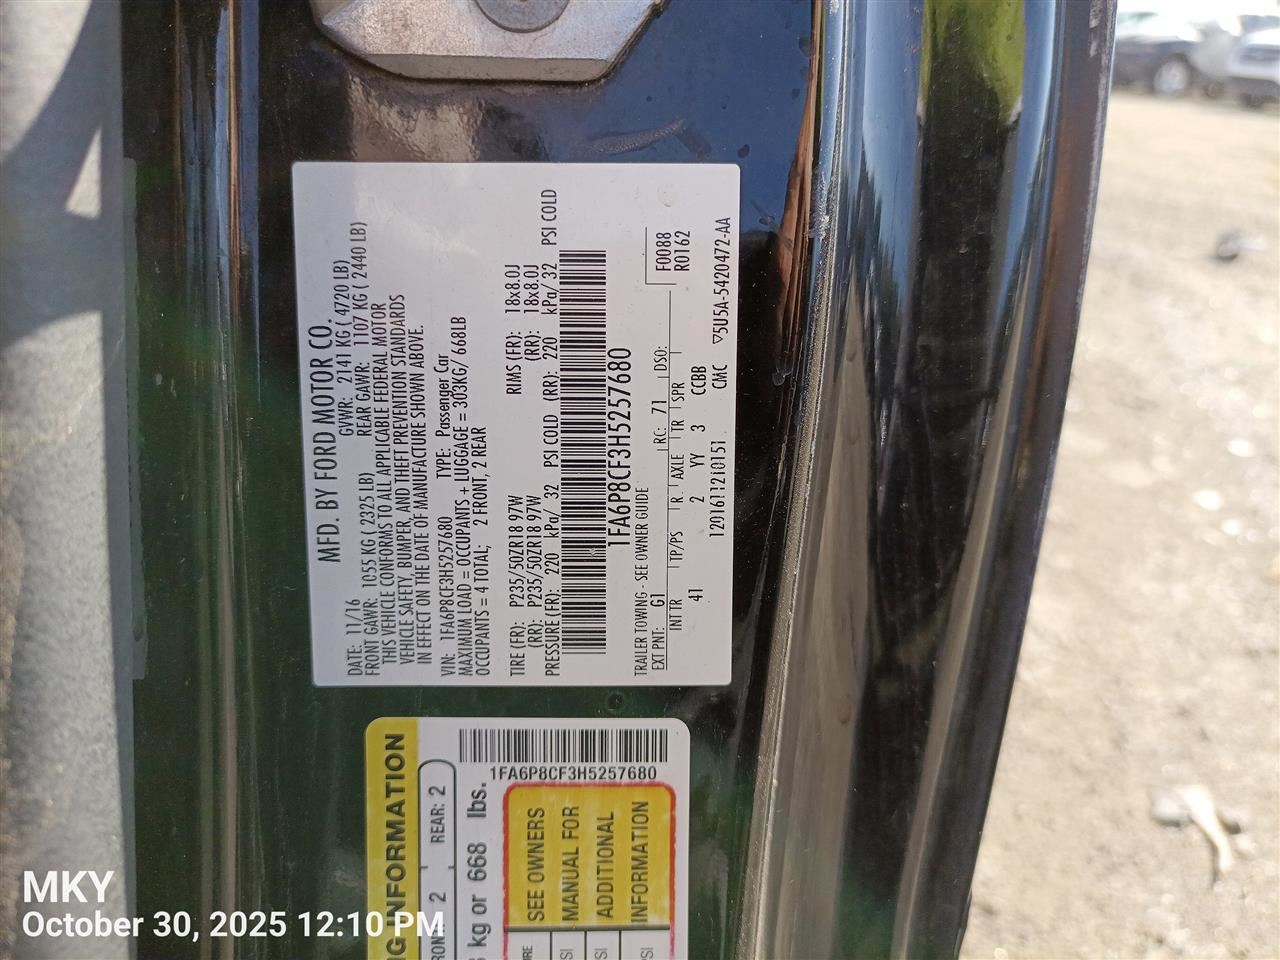 MFD. BY FORD MOTOR CO.
DATE: 11/16 GVWR: 2141 KG ( 4720 LB)
FRONT GAWR: 1055 KG ( 2325 LB) REAR GAWR: 1107 KG ( 2440 LB)
THIS VEHICLE CONFORMS TO ALL APPLICABLE FEDERAL MOTOR
VEHICLE SAFETY, BUMPER, AND THEFT PREVENTION STANDARDS
IN EFFECT ON THE DATE OF MANUFACTURE SHOWN ABOVE.
VIN: 1FA6P8CF3H5257680 TYPE: Passenger Car
MAXIMUM LOAD = OCCUPANTS + LUGGAGE = 303KG/ 668LB
OCCUPANTS = 4 TOTAL; 2 FRONT, 2 REAR
TIRE (FR): P235/50ZR18 97W RIMS (FR): 18x8.0J
(RR): P235/50ZR18 97W (RR): 18x8.0J
PRESSURE (FR): 220 kPa/ 32 PSI COLD (RR): 220 kPa/ 32 PSI COLD
1FA6P8CF3H5257680
TRAILER TOWING - SEE OWNER GUIDE
EXT PNT: G1 RC: 71 DSO: F0088
R0162
INT TR TP/PS R AXLE TR SPR
41 2 YY 3 CCBB
CMC ▽5U5A-5420472-AA
NG INFORMATION
FRONT: 2 REAR: 2
kg or 668 lbs.
1FA6P8CF3H5257680
SEE OWNERS
MANUAL FOR
ADDITIONAL
INFORMATION
MKY
October 30, 2025 12:10 PM